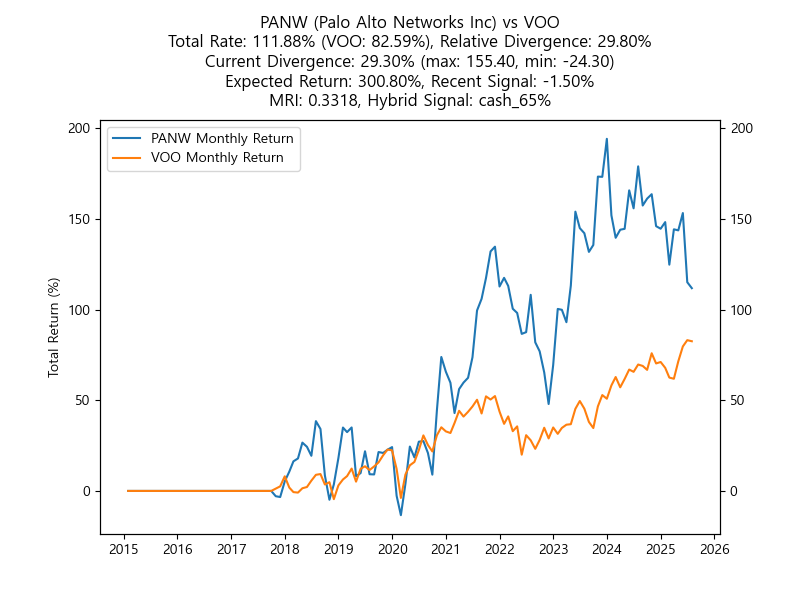 PANW (Palo Alto Networks Inc) vs VOO
Total Rate: 111.88% (VOO: 82.59%), Relative Divergence: 29.80%
Current Divergence: 29.30% (max: 155.40, min: -24.30)
Expected Return: 300.80%, Recent Signal: -1.50%
MRI: 0.3318, Hybrid Signal: cash_65%
PANW Monthly Return
VOO Monthly Return
Total Return (%)
200
150
100
50
0
200
150
100
50
0
2015 2016 2017 2018 2019 2020 2021 2022 2023 2024 2025 2026